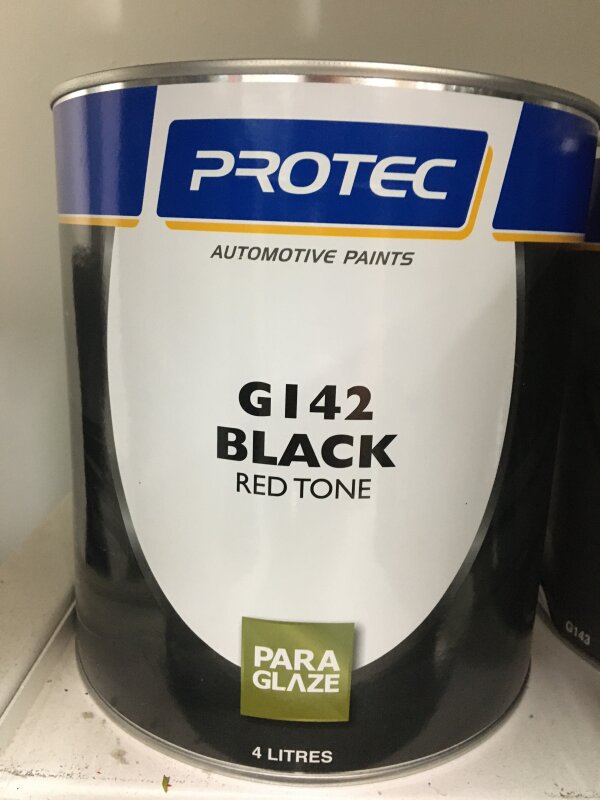 PROTEC
AUTOMOTIVE PAINTS
G142
BLACK
RED TONE
PARA
GLAZE
4 LITRES
G143